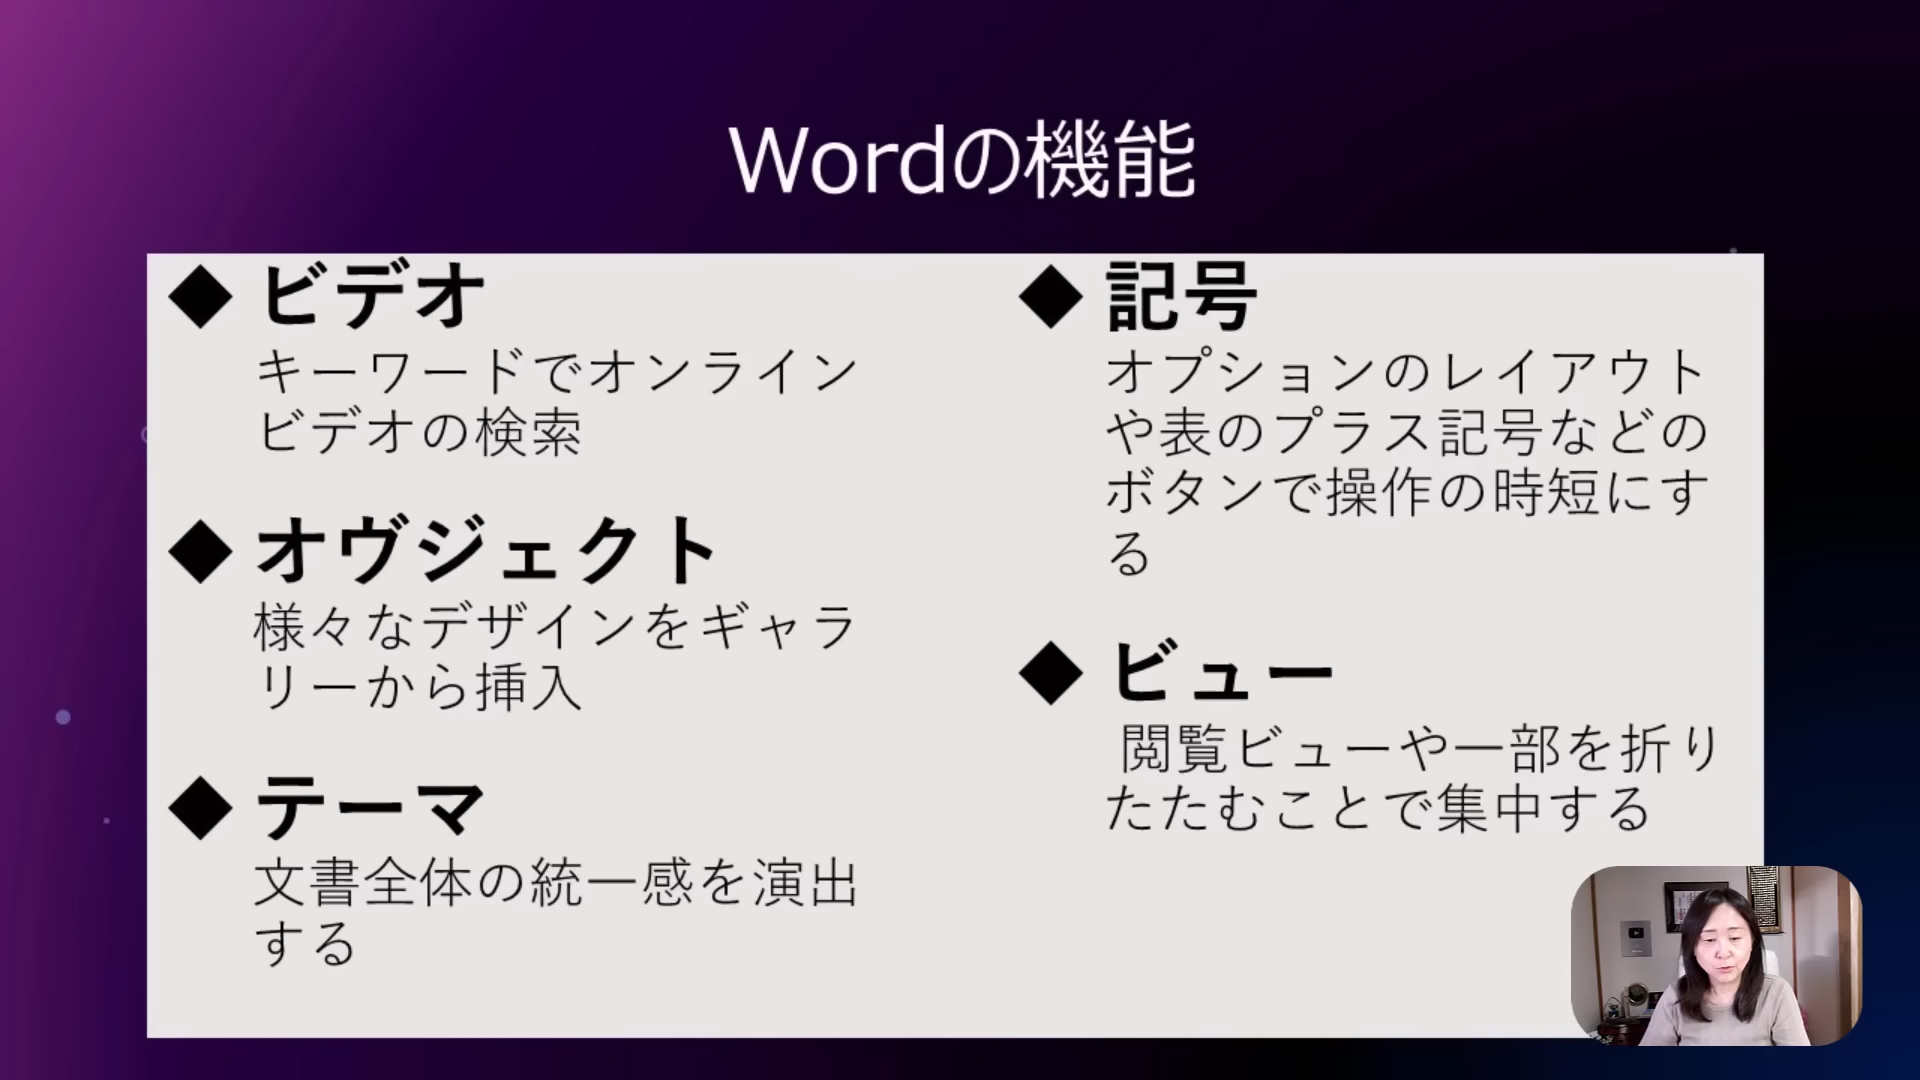 Wordの機能
◆ ビデオ
キーワードでオンライン
ビデオの検索
◆ オヴジェクト
様々なデザインをギャラ
リーから挿入
◆ テーマ
文書全体の統一感を演出
する
◆ 記号
オプションのレイアウト
や表のプラス記号などの
ボタンで操作の時短にす
る
◆ ビュー
閲覧ビューや一部を折り
たたむことで集中する